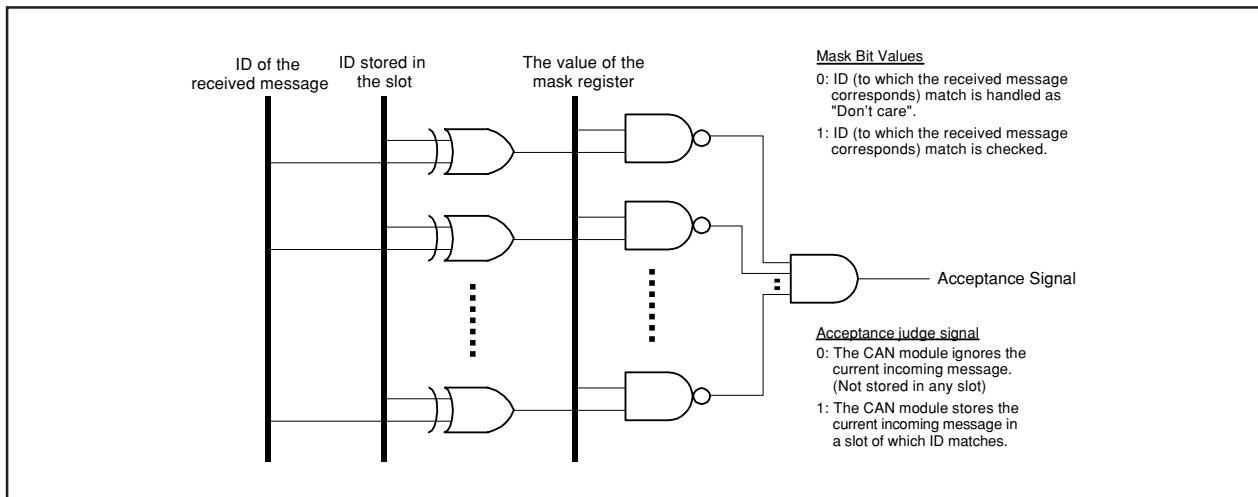 ID of the
received message
ID stored in
the slot
The value of the
mask register
Mask Bit Values
0: ID (to which the received message
corresponds) match is handled as
"Don't care".
1: ID (to which the received message
corresponds) match is checked.
Acceptance Signal
Acceptance judge signal
0: The CAN module ignores the
current incoming message.
(Not stored in any slot)
1: The CAN module stores the
current incoming message in
a slot of which ID matches.